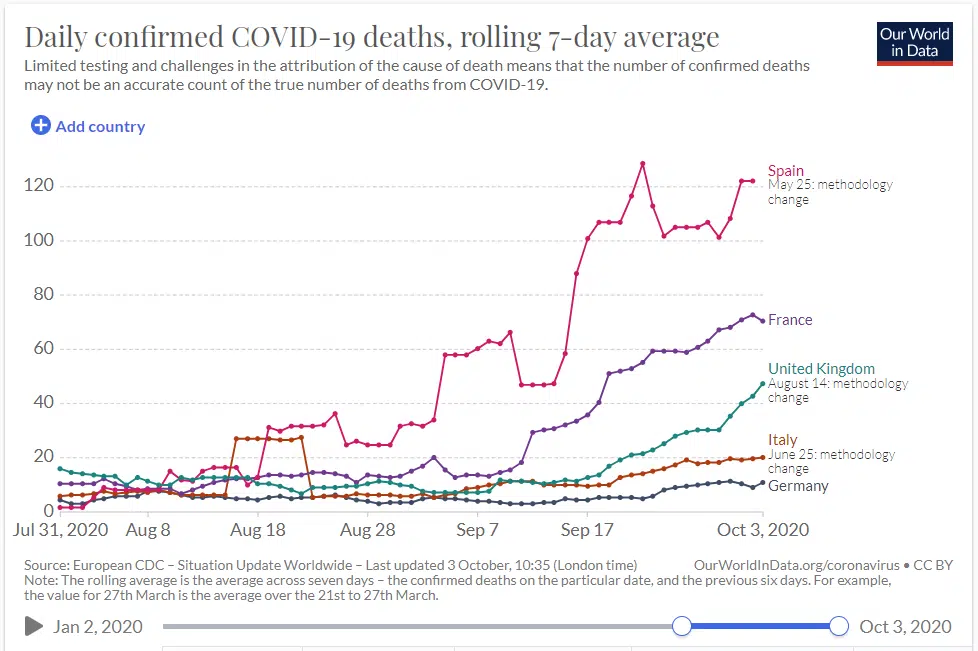 Daily confirmed COVID-19 deaths, rolling 7-day average
Our World
in Data
Limited testing and challenges in the attribution of the cause of death means that the number of confirmed deaths
may not be an accurate count of the true number of deaths from COVID-19.
Add country
120
100
80
60
40
20
0
Spain
May 25: methodology
change
France
United Kingdom
August 14: methodology
change
Italy
June 25: methodology
change
Germany
Jul 31, 2020 Aug 8 Aug 18 Aug 28 Sep 7 Sep 17 Oct 3, 2020
Source: European CDC – Situation Update Worldwide – Last updated 3 October, 10:35 (London time) OurWorldInData.org/coronavirus • CC BY
Note: The rolling average is the average across seven days – the confirmed deaths on the particular date, and the previous six days. For example,
the value for 27th March is the average over the 21st to 27th March.
Jan 2, 2020 Oct 3, 2020